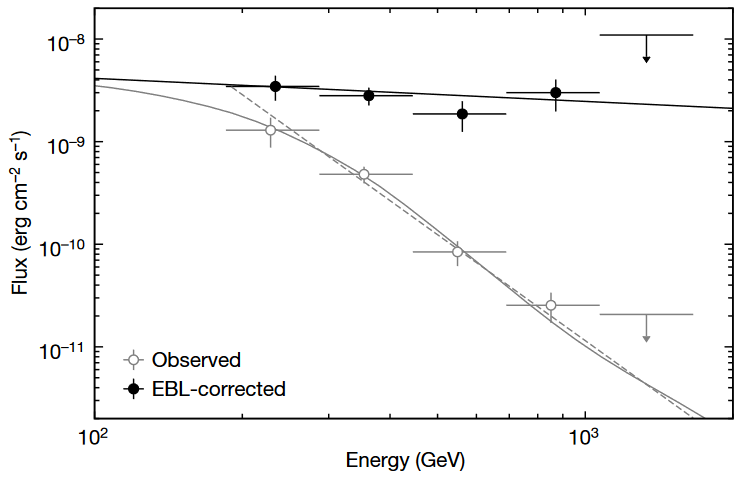 10⁻⁸
10⁻⁹
10⁻¹⁰
10⁻¹¹
Flux (erg cm⁻² s⁻¹)
Observed
EBL-corrected
10² 10³
Energy (GeV)